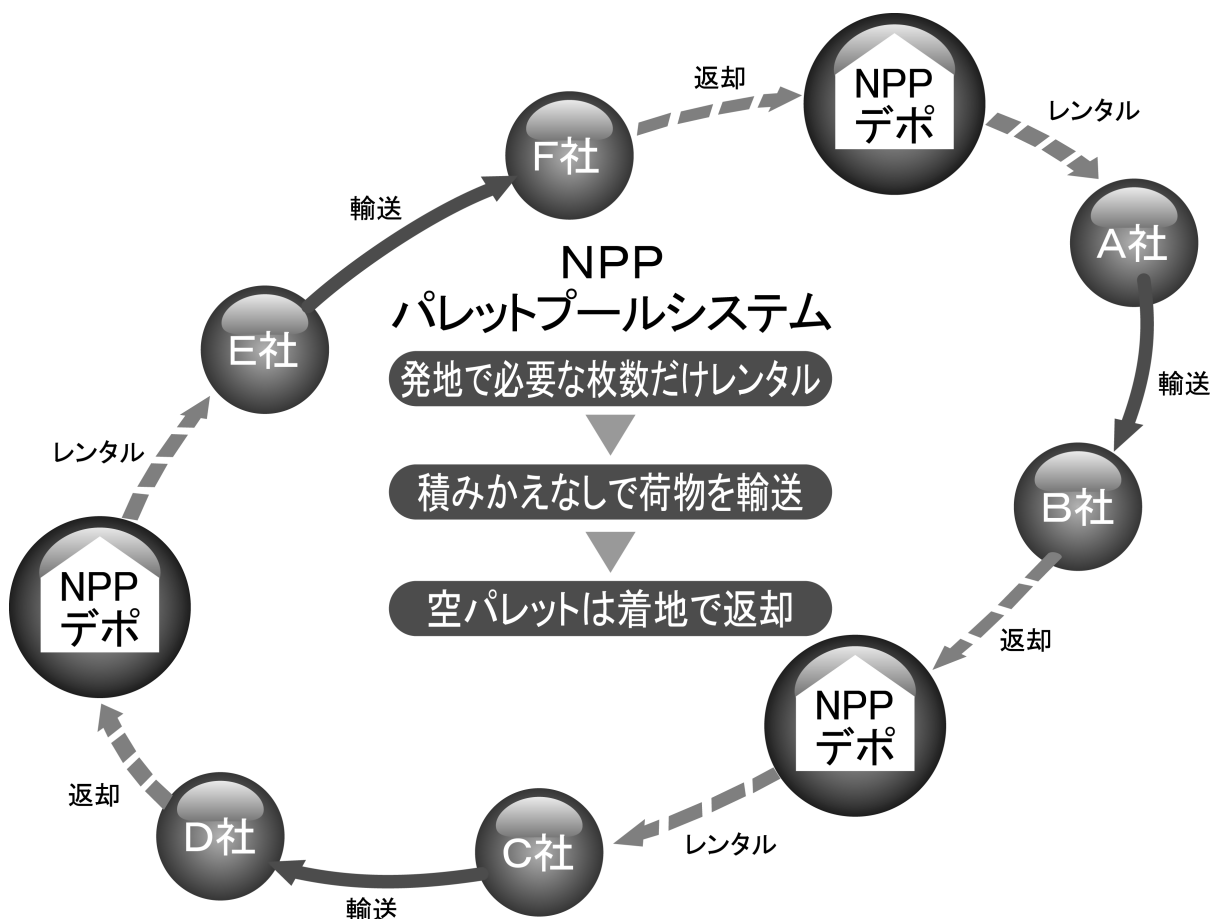 返却
NPP
デポ
レンタル
F社
A社
輸送
NPP
パレットプールシステム
E社
発地で必要な枚数だけレンタル
輸送
レンタル
積みかえなしで荷物を輸送
B社
NPP
デポ
空パレットは着地で返却
返却
NPP
デポ
返却
D社
C社
レンタル
輸送